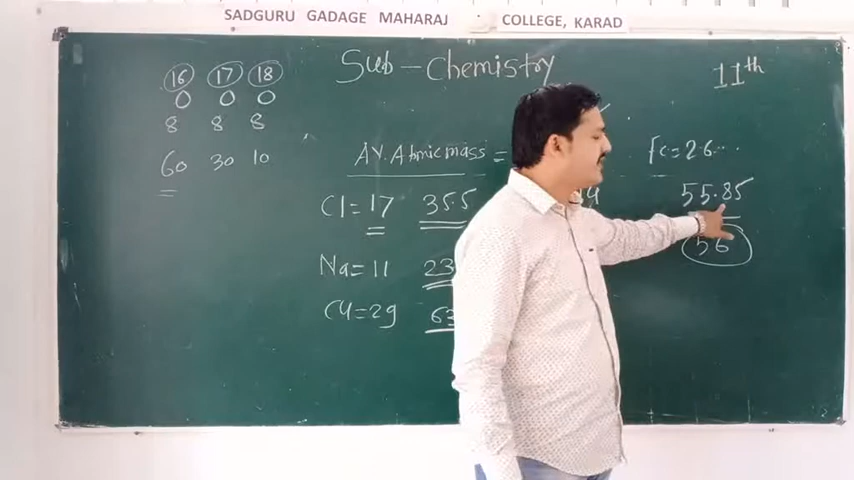 SADGURU GADAGE MAHARAJ COLLEGE, KARAD
Sub - Chemistry
11th
16 17 18
O O O
8 8 8
60 30 10
AV. Atomic mass =
Cl = 17 35.5
Na = 11 23
Cu = 29 63
Fe = 26
55.85
56